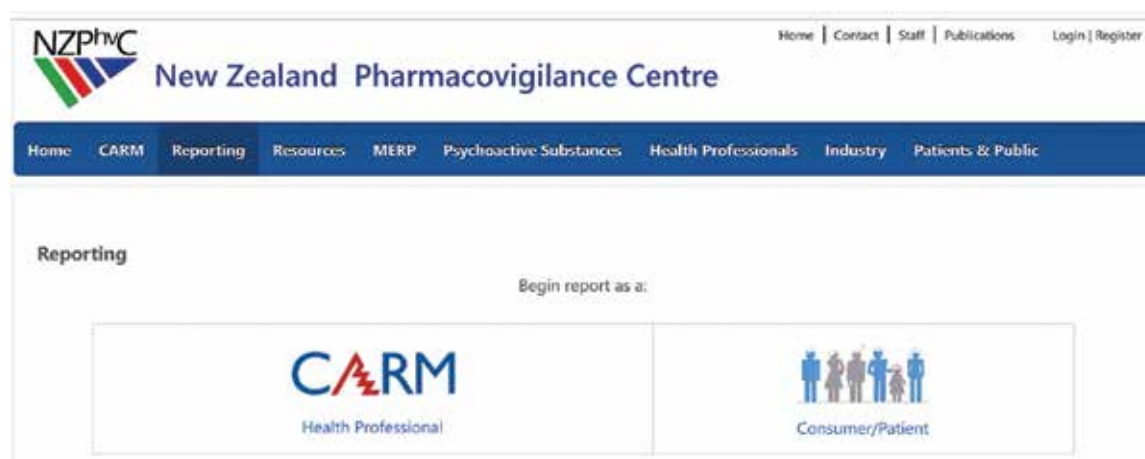 NZPhvC
Home | Contact | Staff | Publications Login | Register
New Zealand Pharmacovigilance Centre
Home CARM Reporting Resources MERP Psychoactive Substances Health Professionals Industry Patients & Public
Reporting
Begin report as a:
CARM
Health Professional Consumer/Patient